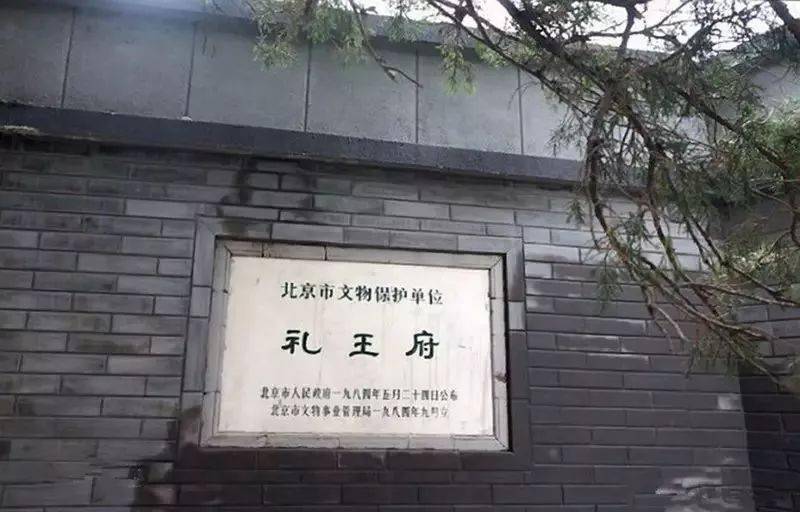 北京市文物保护单位
礼王府
北京市人民政府一九八四年五月二十四日公布
北京市文物事业管理局一九八四年九月立